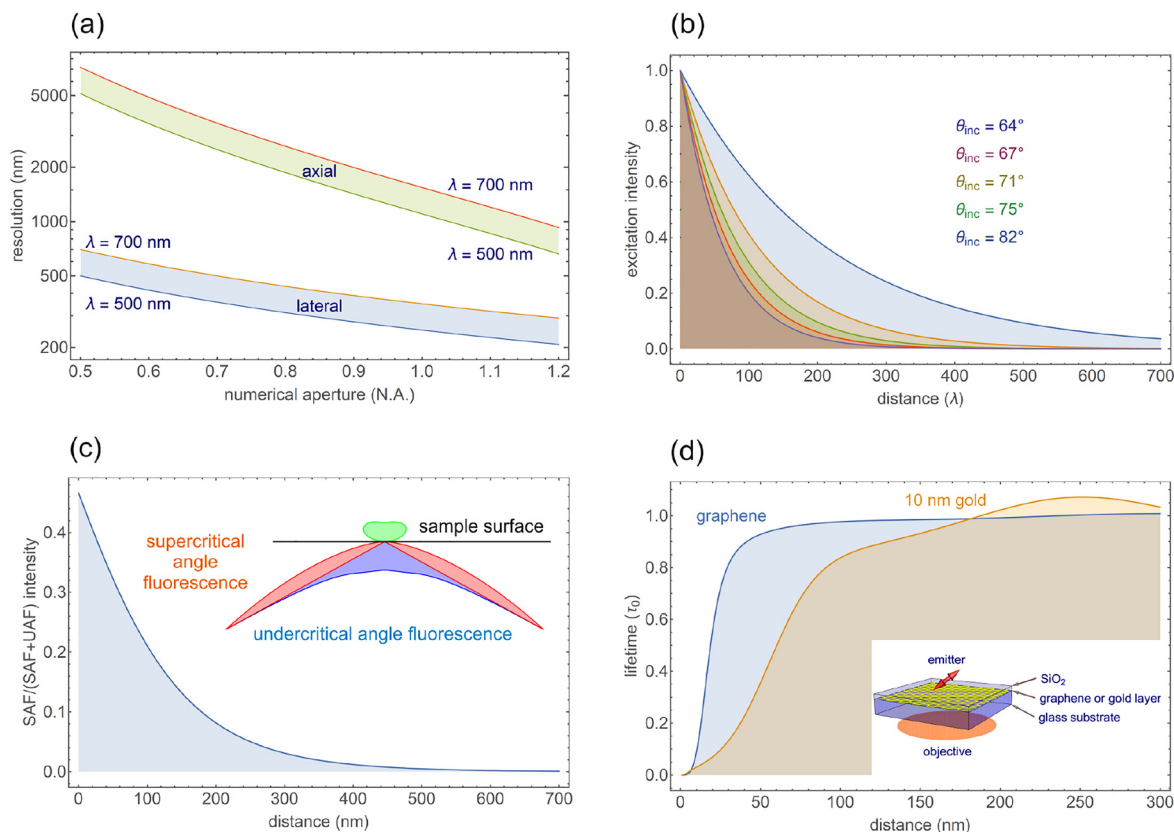 (a)
5000
2000
1000
500
200
resolution (nm)
axial
λ = 700 nm
λ = 500 nm
λ = 700 nm
λ = 500 nm
lateral
0.5 0.6 0.7 0.8 0.9 1.0 1.1 1.2
numerical aperture (N.A.)
(b)
1.0
0.8
0.6
0.4
0.2
0.0
excitation intensity
θinc = 64°
θinc = 67°
θinc = 71°
θinc = 75°
θinc = 82°
0 100 200 300 400 500 600 700
distance (λ)
(c)
0.4
0.3
0.2
0.1
0.0
SAF/(SAF+UAF) intensity
sample surface
supercritical
angle
fluorescence
undercritical angle fluorescence
0 100 200 300 400 500 600 700
distance (nm)
(d)
1.0
0.8
0.6
0.4
0.2
0.0
lifetime (τ0)
10 nm gold
graphene
emitter
SiO2
graphene or gold layer
glass substrate
objective
0 50 100 150 200 250 300
distance (nm)